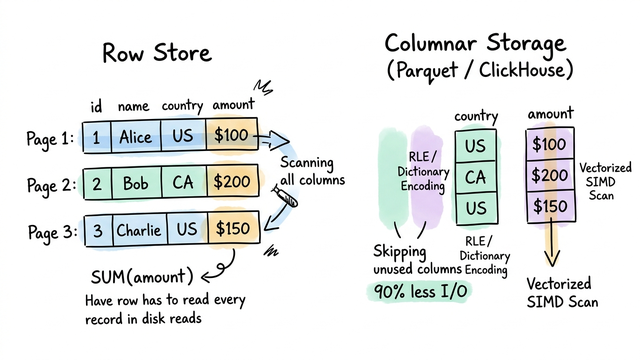 Row Store
id name country amount
Page 1: 1 Alice US $100
Page 2: 2 Bob CA $200
Page 3: 3 Charlie US $150
Scanning
all columns
SUM(amount)
Have row has to read every
record in disk reads
Columnar Storage
(Parquet / ClickHouse)
country
amount
US
CA
US
$100
$200
$150
RLE/
Dictionary
Encoding
Vectorized
SIMD
Scan
Skipping
unused columns
90% less I/O
RLE/
Dictionary
Encoding
Vectorized
SIMD Scan